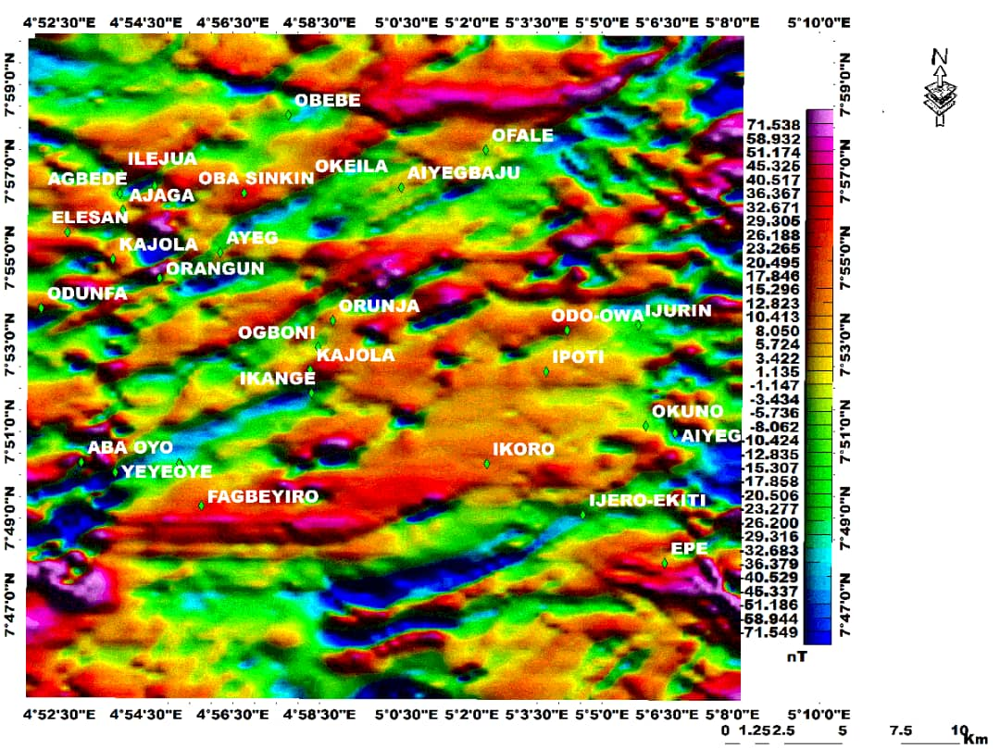 4°52'30"E 4°54'30"E 4°56'30"E 4°58'30"E 5°0'30"E 5°2'0"E 5°3'30"E 5°5'0"E 5°6'30"E 5°8'0"E 5°10'0"E
N
7°59'0"N
7°57'0"N
7°55'0"N
7°53'0"N
7°51'0"N
7°49'0"N
7°47'0"N
OBEBE
OFALE
ILEJUA
OKEILA
AGBEDE
OBA SINKIN
AIYEGBAJU
AJAGA
ELESAN
KAJOLA
AYEG
ORANGUN
ODUNFA
ORUNJA
ODO-OWA
IJURIN
OGBONI
KAJOLA
IPOTI
IKANGE
OKUNO
AIYEG
ABA OYO
IKORO
YEYEOYE
FAGBEYIRO
IJERO-EKITI
EPE
71.538
58.932
51.174
45.325
40.517
36.367
32.671
29.305
26.188
23.265
20.495
17.846
15.296
12.823
10.413
8.050
5.724
3.422
1.135
-1.147
-3.434
-5.736
-8.062
-10.424
-12.835
-15.307
-17.858
-20.506
-23.277
-26.200
-29.316
-32.683
-36.379
-40.529
-45.337
-51.186
-58.944
-71.549
nT
7°59'0"N
7°57'0"N
7°55'0"N
7°53'0"N
7°51'0"N
7°49'0"N
7°47'0"N
4°52'30"E 4°54'30"E 4°56'30"E 4°58'30"E 5°0'30"E 5°2'0"E 5°3'30"E 5°5'0"E 5°6'30"E 5°8'0"E 5°10'0"E
0 1.25 2.5 5 7.5 10
Km